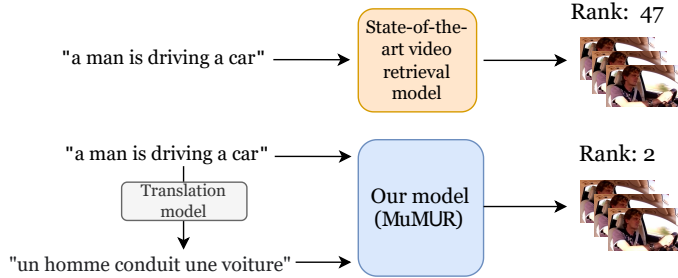 Rank: 47
"a man is driving a car"
State-of-the-
art video
retrieval
model
"a man is driving a car"
Rank: 2
Translation
model
Our model
(MuMUR)
"un homme conduit une voiture"